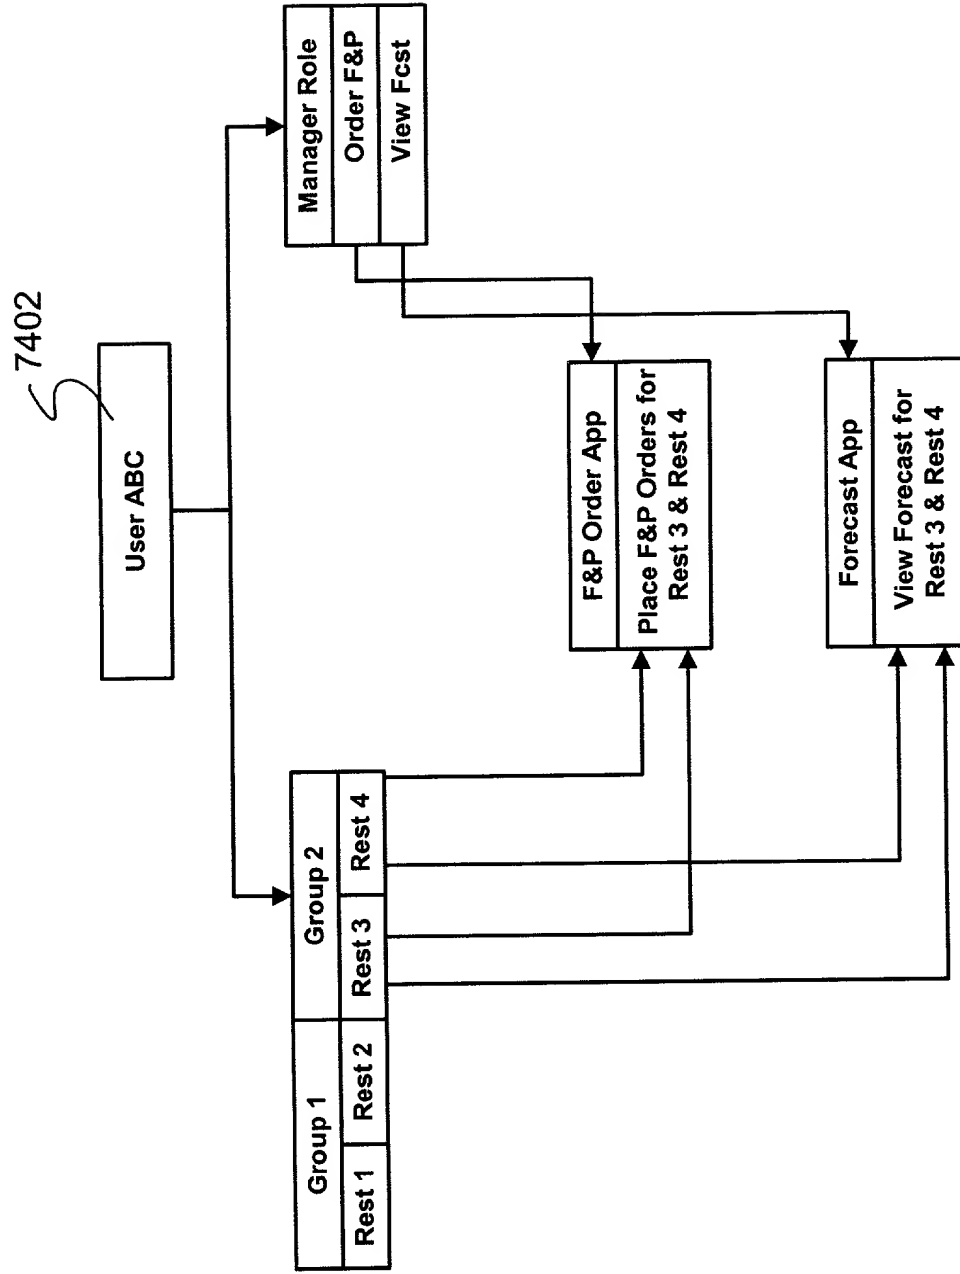 7402
User ABC
Group 1
Group 2
Rest 1
Rest 2
Rest 3
Rest 4
Manager Role
Order F&P
View Fcst
F&P Order App
Place F&P Orders for
Rest 3 & Rest 4
Forecast App
View Forecast for
Rest 3 & Rest 4